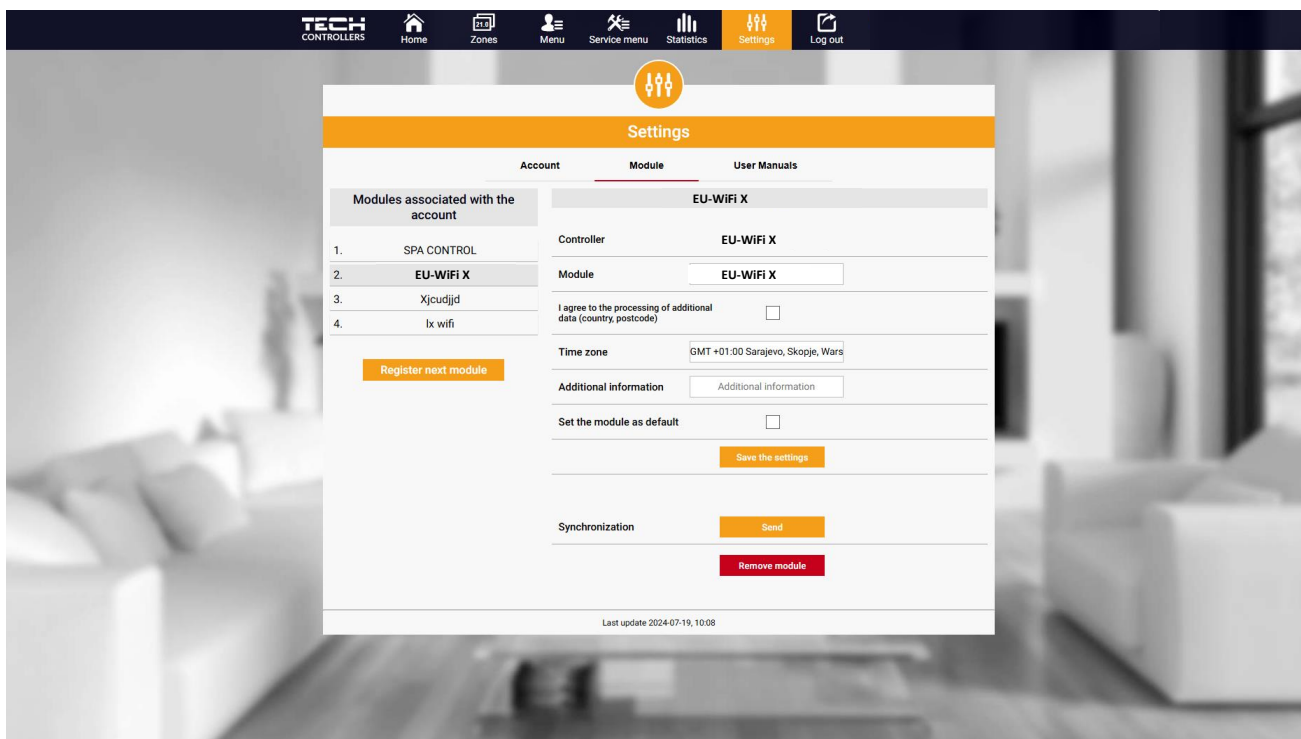 TECH
CONTROLLERS
Home
21.0
Zones
Menu
Service menu
Statistics
Settings
Log out
Settings
Account
Module
User Manuals
Modules associated with the
account
1. SPA CONTROL
2. EU-WiFi X
3. Xjcudjjd
4. lx wifi
Register next module
EU-WiFi X
Controller EU-WiFi X
Module EU-WiFi X
I agree to the processing of additional
data (country, postcode)
Time zone GMT +01:00 Sarajevo, Skopje, Wars
Additional information Additional information
Set the module as default
Save the settings
Synchronization Send
Remove module
Last update 2024-07-19, 10:08